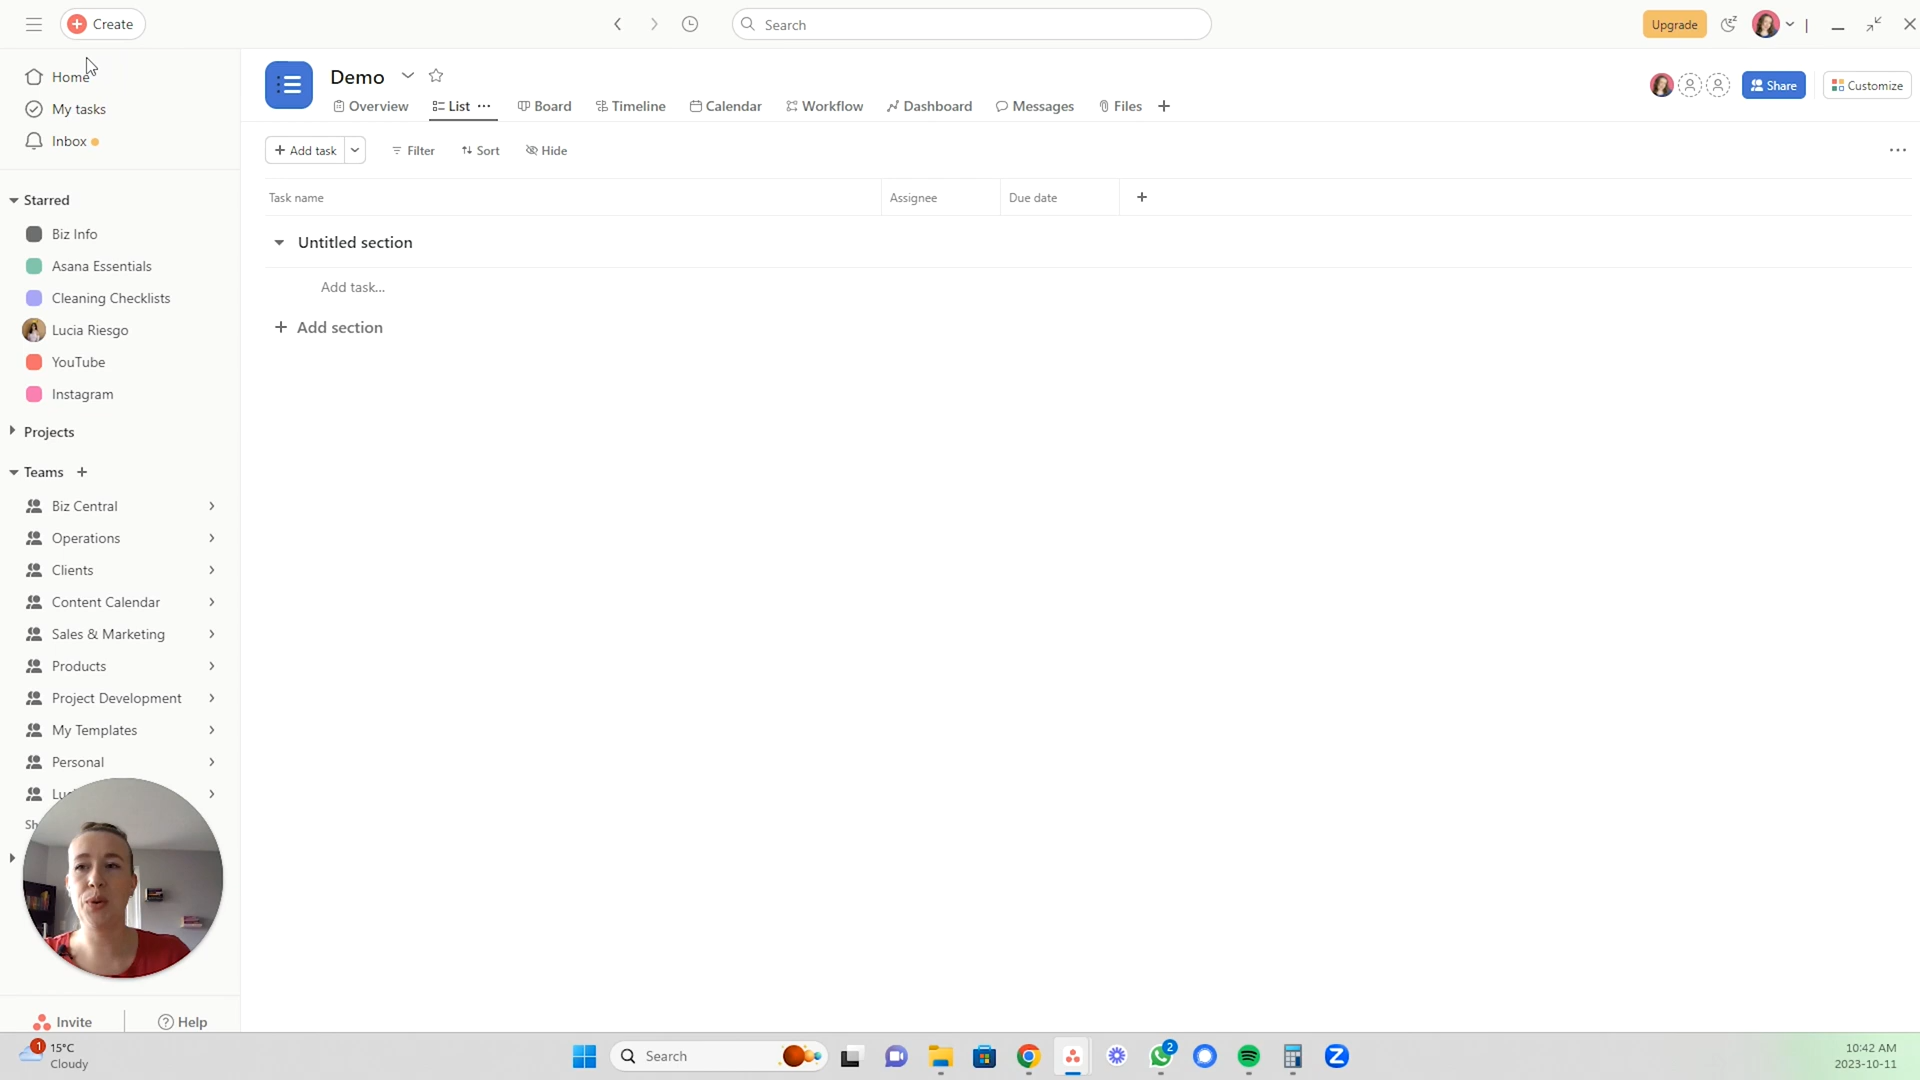 Create
Search
Upgrade
Home
My tasks
Inbox
Demo
Overview
List
Board
Timeline
Calendar
Workflow
Dashboard
Messages
Files
Share
Customize
Add task
Filter
Sort
Hide
Task name
Assignee
Due date
Untitled section
Add task...
Add section
Starred
Biz Info
Asana Essentials
Cleaning Checklists
Lucia Riesgo
YouTube
Instagram
Projects
Teams
Biz Central
Operations
Clients
Content Calendar
Sales & Marketing
Products
Project Development
My Templates
Personal
Invite
Help
1
15°C
Cloudy
Search
2
Z
10:42 AM
2023-10-11